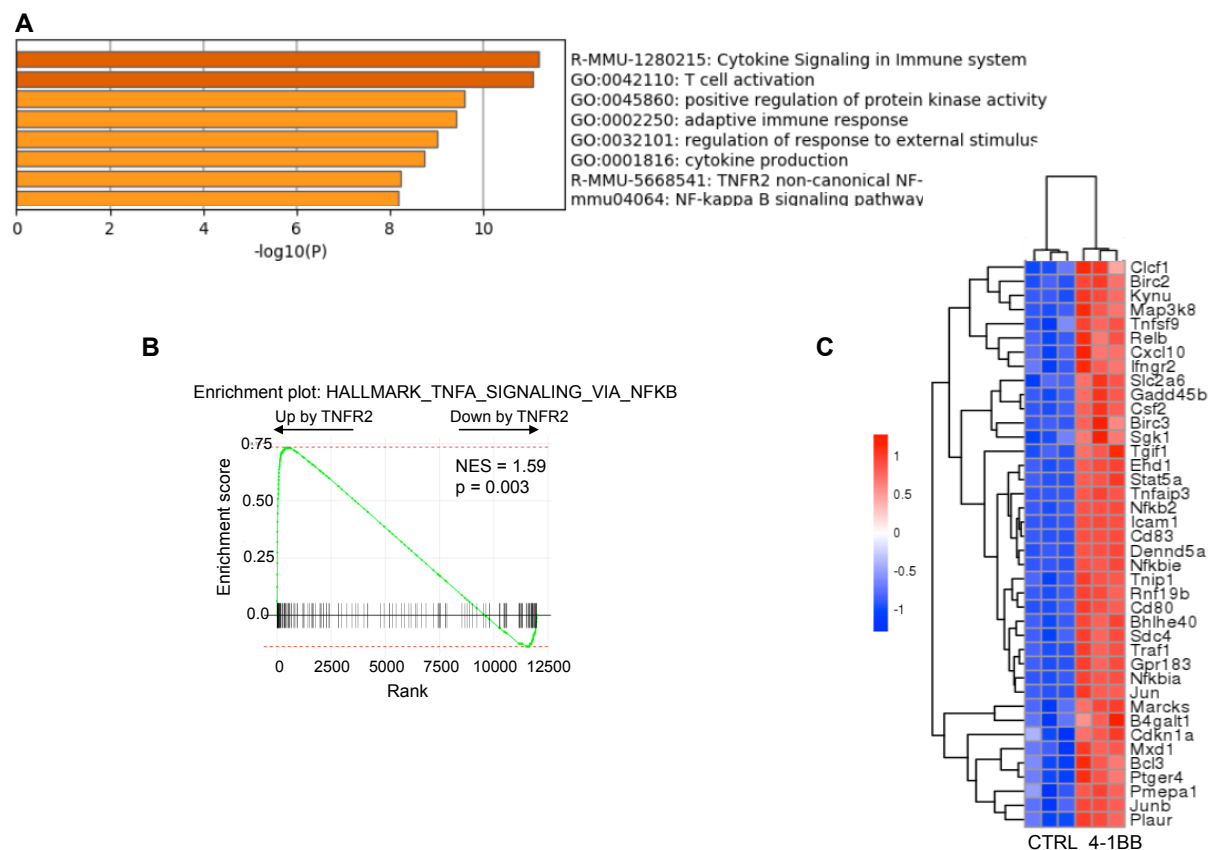 A
R-MMU-1280215: Cytokine Signaling in Immune system
GO:0042110: T cell activation
GO:0045860: positive regulation of protein kinase activity
GO:0002250: adaptive immune response
GO:0032101: regulation of response to external stimulus
GO:0001816: cytokine production
R-MMU-5668541: TNFR2 non-canonical NF-
mmu04064: NF-kappa B signaling pathway
0 2 4 6 8 10
-log10(P)
B
Enrichment plot: HALLMARK_TNFA_SIGNALING_VIA_NFKB
Up by TNFR2 Down by TNFR2
NES = 1.59
p = 0.003
Enrichment score
0.75
0.50
0.25
0.0
0 2500 5000 7500 10000 12500
Rank
C
1
0.5
0
-0.5
-1
Clcf1
Birc2
Kynu
Map3k8
Tnfsf9
Relb
Cxcl10
Ifngr2
Slc2a6
Gadd45b
Csf2
Birc3
Sgk1
Tgif1
Ehd1
Stat5a
Tnfaip3
Nfkb2
Icam1
Cd83
Dennd5a
Nfkbie
Tnip1
Rnf19b
Cd80
Bhlhe40
Sdc4
Traf1
Gpr183
Nfkbia
Jun
Marcks
B4galt1
Cdkn1a
Mxd1
Bcl3
Ptger4
Pmepa1
Junb
Plaur
CTRL 4-1BB